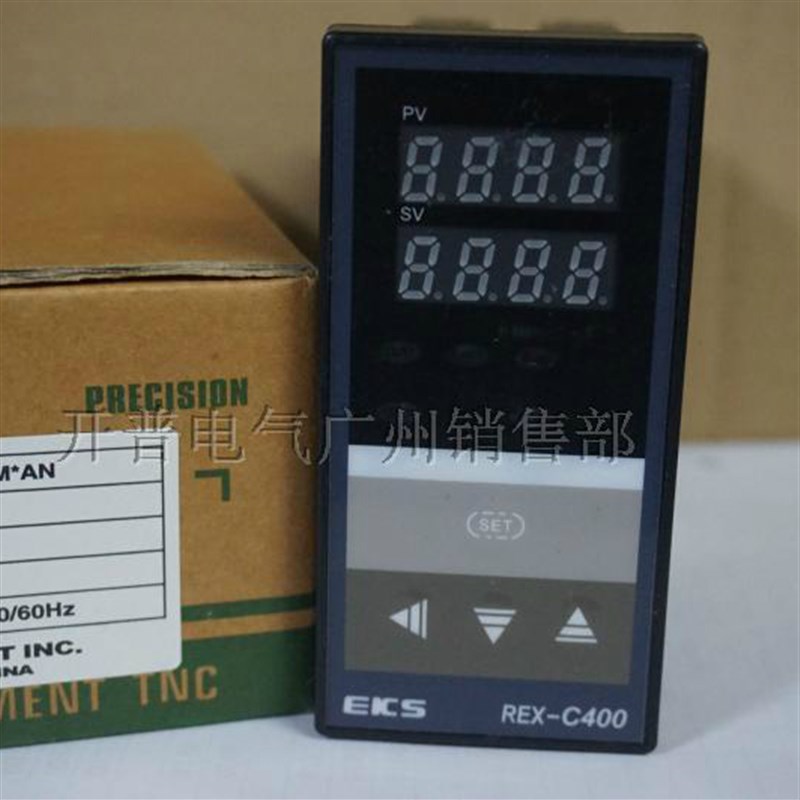 PV
8.8.8.8.
SV
8.8.8.8.
PRECISION
开普电气广州销售部
M*AN
SET
0/60Hz
T INC.
INA
MENT TNC
EKS
REX-C400